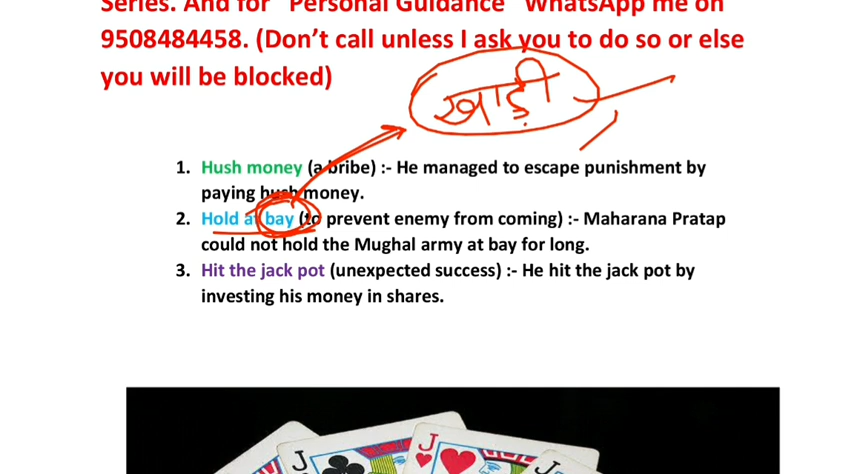 Series. And for "Personal Guidance" WhatsApp me on
9508484458. (Don't call unless I ask you to do so or else
you will be blocked)
खाड़ी
1. Hush money (a bribe) :- He managed to escape punishment by
paying hush money.
2. Hold at bay (to prevent enemy from coming) :- Maharana Pratap
could not hold the Mughal army at bay for long.
3. Hit the jack pot (unexpected success) :- He hit the jack pot by
investing his money in shares.
J
J
J